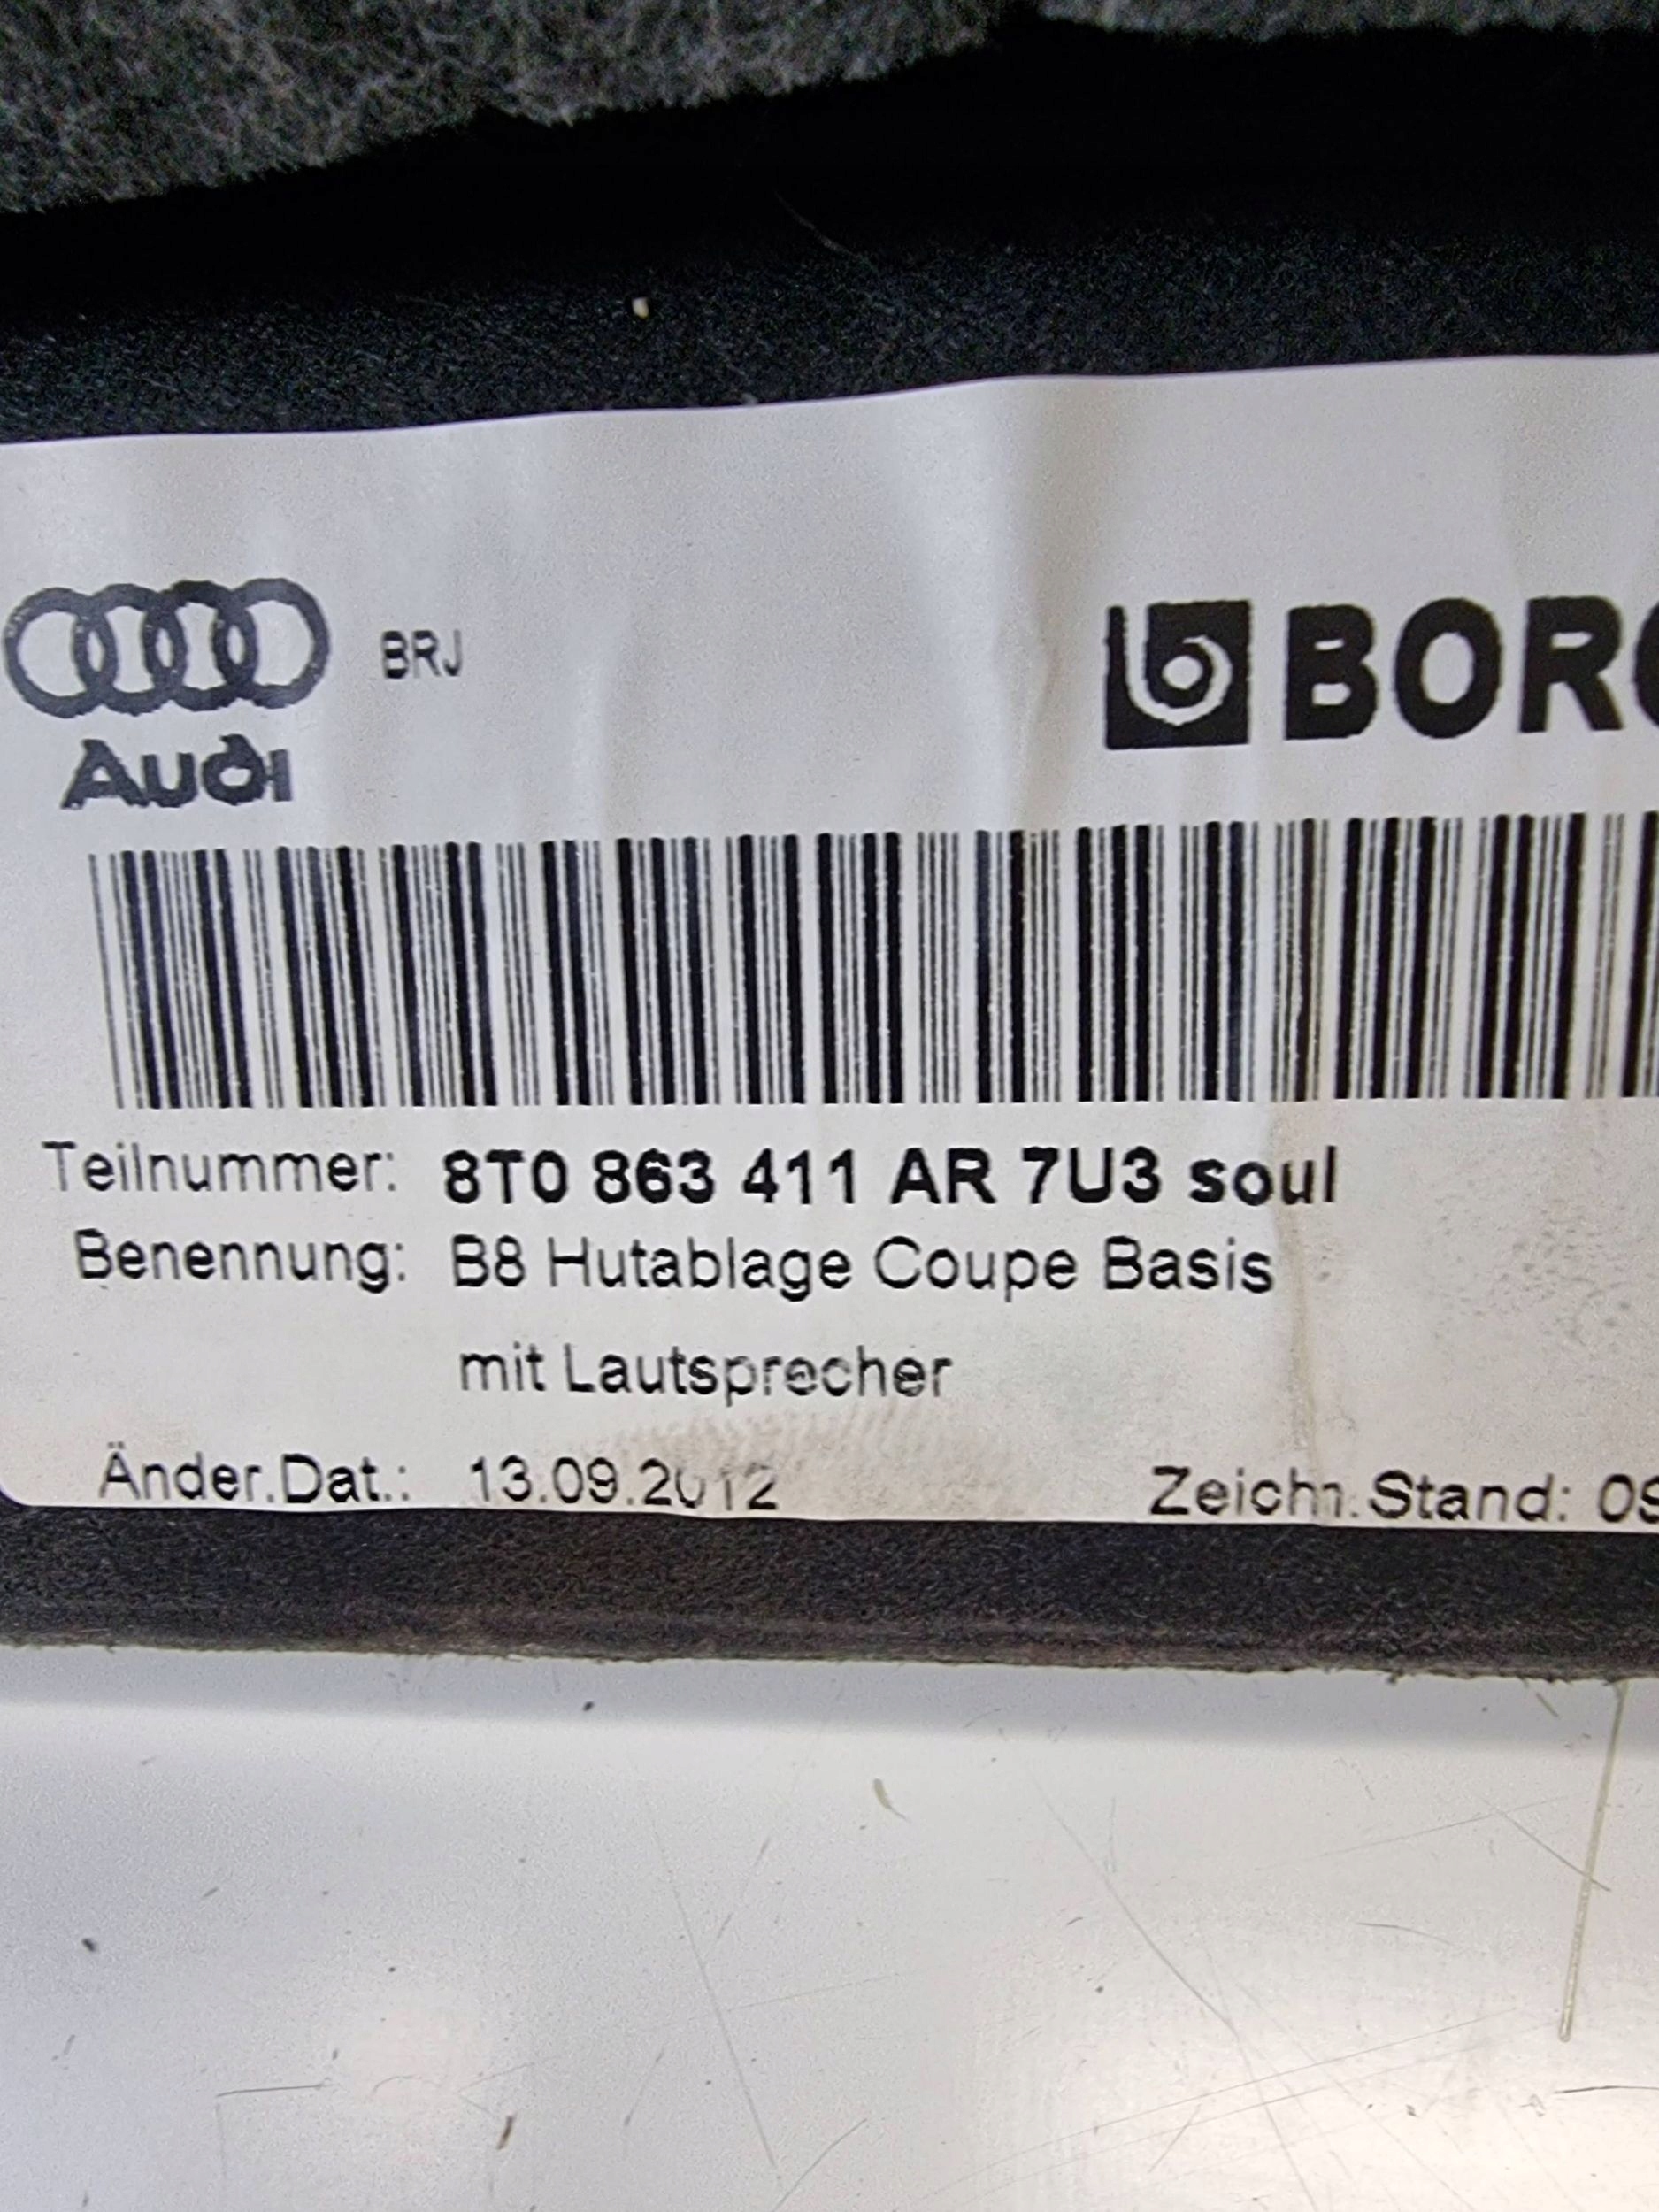 BRJ
Audi
BORG
Teilnummer: 8T0 863 411 AR 7U3 soul
Benennung: B8 Hutablage Coupe Basis
mit Lautsprecher
Änder.Dat.: 13.09.2012
Zeichn.Stand: 09